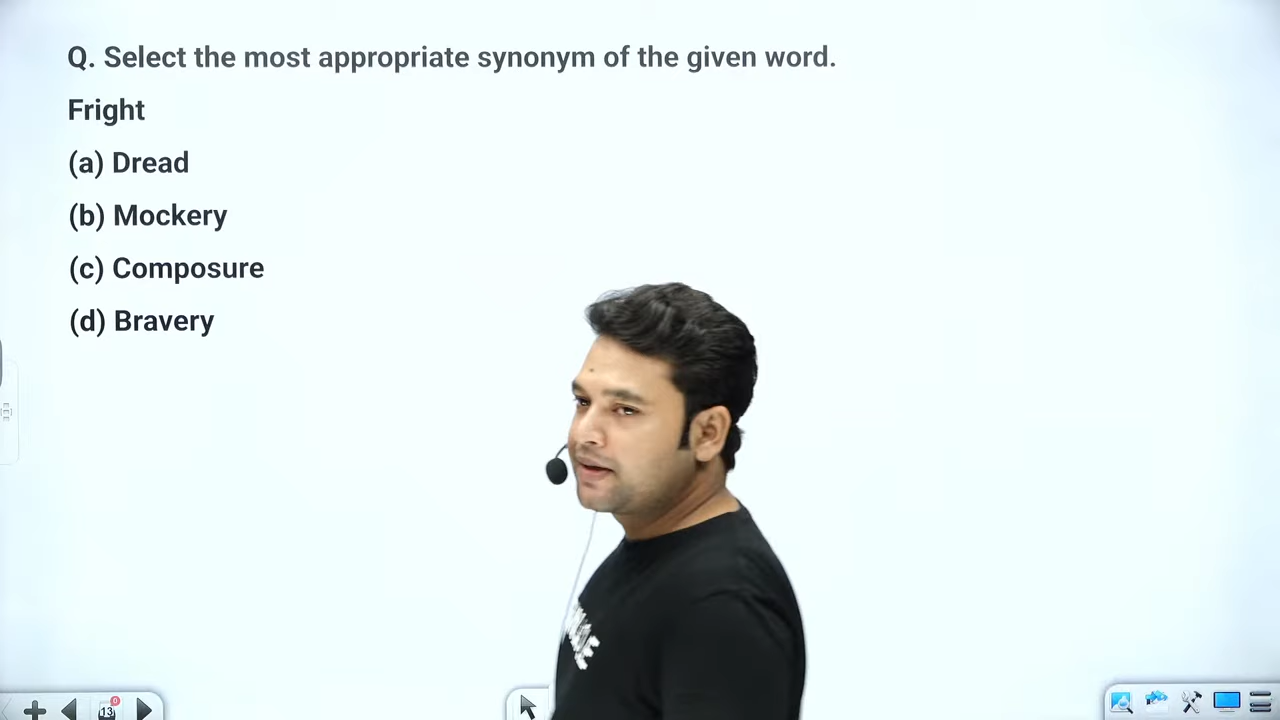 Q. Select the most appropriate synonym of the given word.
Fright
(a) Dread
(b) Mockery
(c) Composure
(d) Bravery
13